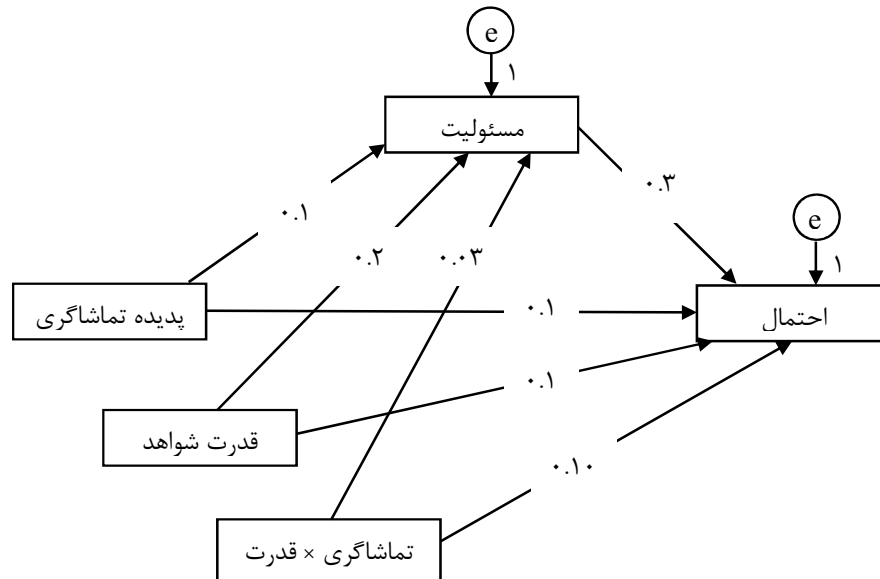 e
۱
مسئولیت
۰.۳
e
۱
۰.۱
۰.۲
۰.۰۳
پدیده تماشاگری
۰.۱
احتمال
۰.۱
قدرت شواهد
۰.۱۰
تماشاگری × قدرت